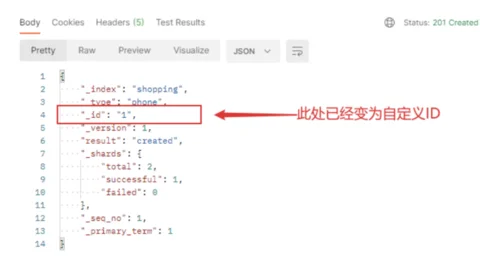 Body Cookies Headers (5) Test Results Status: 201 Created
Pretty Raw Preview Visualize JSON
1 {
2 "_index": "shopping",
3 "_type": "phone",
4 "_id": "1", 此处已经变为自定义ID
5 "_version": 1,
6 "result": "created",
7 "_shards": {
8 "total": 2,
9 "successful": 1,
10 "failed": 0
11 },
12 "_seq_no": 1,
13 "_primary_term": 1
14 }